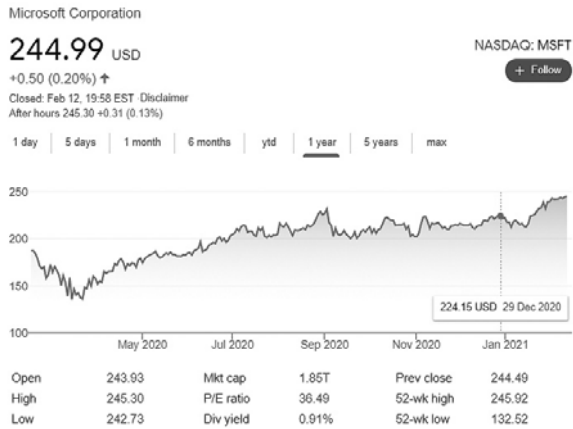 Microsoft Corporation
244.99 USD
NASDAQ: MSFT
+0.50 (0.20%) ↑
+ Follow
Closed: Feb 12, 19:58 EST ·Disclaimer
After hours 245.30 +0.31 (0.13%)
1 day 5 days 1 month 6 months ytd 1 year 5 years max
250
200
150
224.15 USD 29 Dec 2020
100
May 2020 Jul 2020 Sep 2020 Nov 2020 Jan 2021
Open 243.93 Mkt cap 1.85T Prev close 244.49
High 245.30 P/E ratio 36.49 52-wk high 245.92
Low 242.73 Div yield 0.91% 52-wk low 132.52